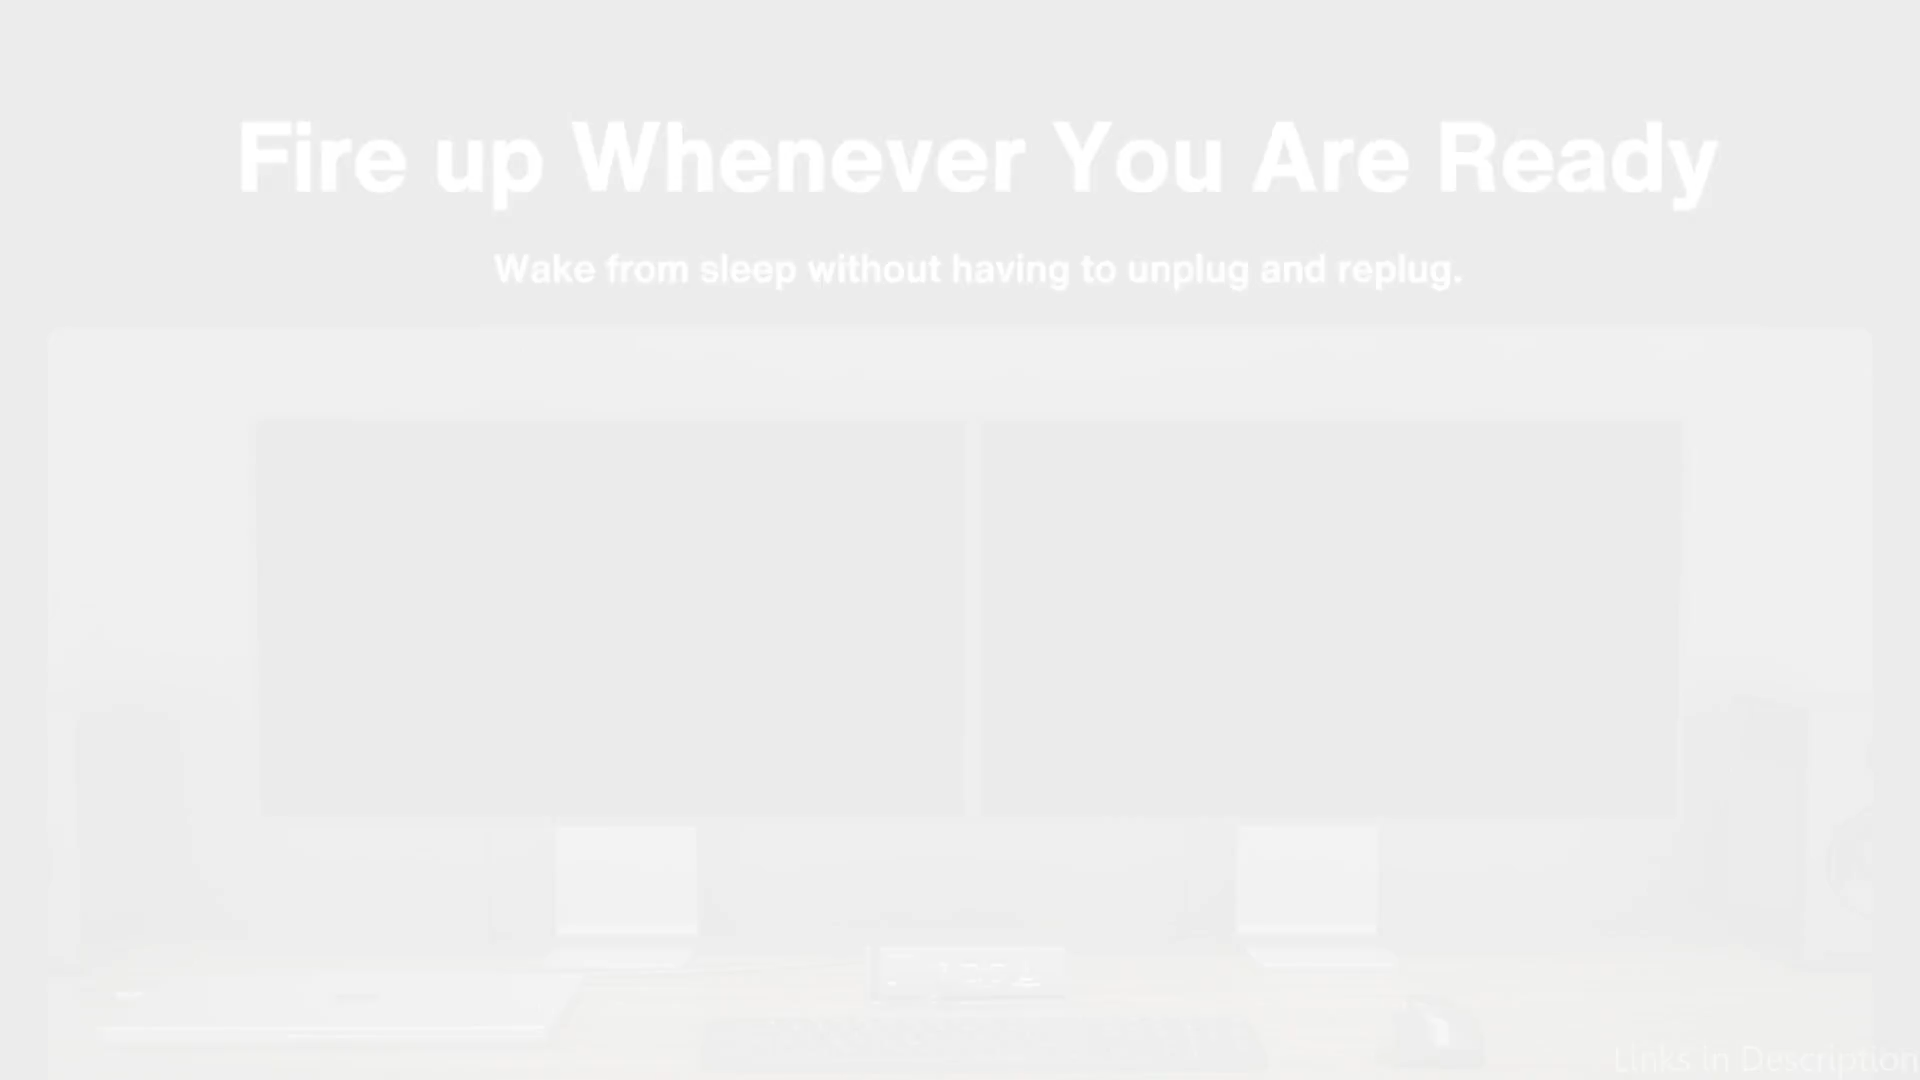 Fire up Whenever You Are Ready
Wake from sleep without having to unplug and replug.
Links In Description